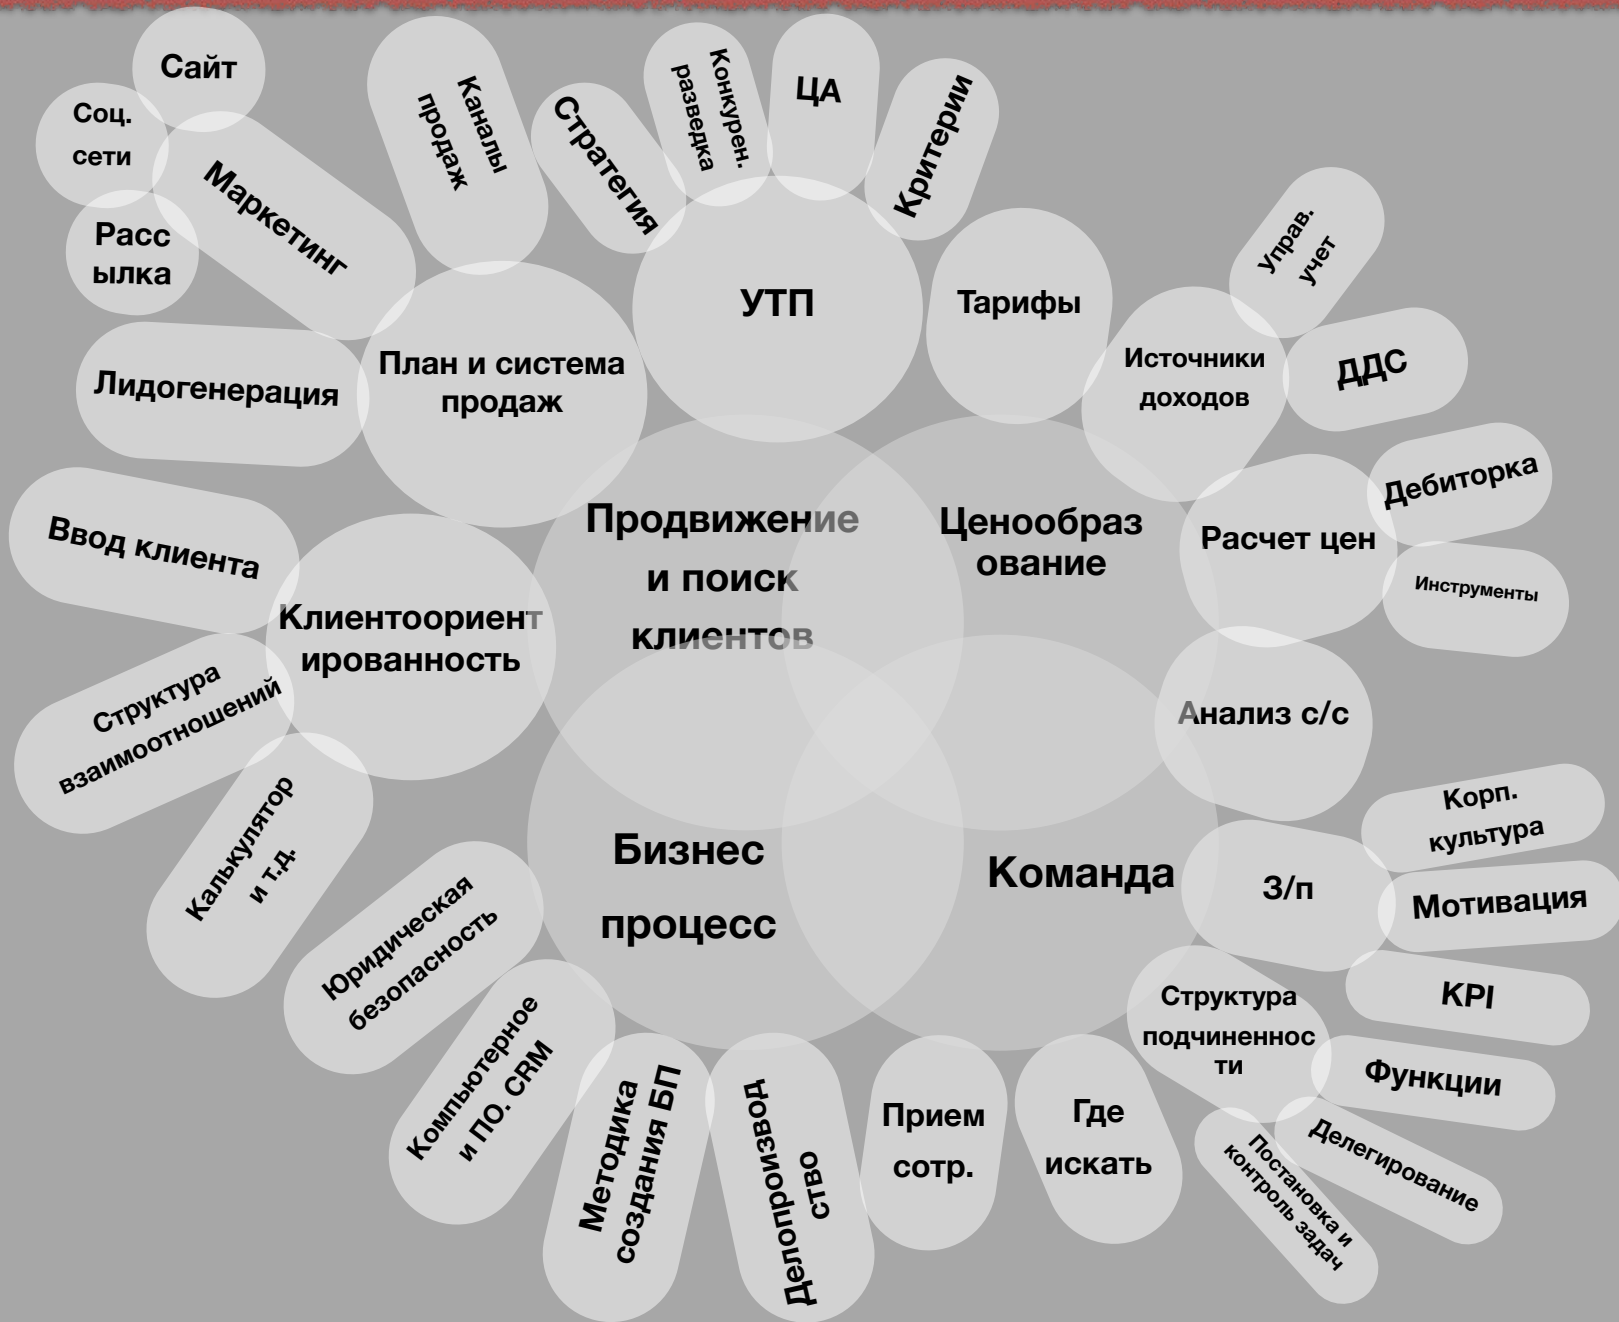 Сайт
Соц.
сети
Расс
ылка
Маркетинг
Каналы
продаж
Стратегия
Конкурен.
разведка
ЦА
Критерии
УТП
Тарифы
Управ.
учет
Источники
доходов
ДДС
План и система
продаж
Лидогенерация
Дебиторка
Расчет цен
Инструменты
Продвижение
и поиск
клиентов
Ценообраз
ование
Ввод клиента
Клиентоориент
ированность
Структура
взаимоотношений
Калькулятор
и т.д.
Анализ с/с
Корп.
культура
З/п
Мотивация
KPI
Бизнес
процесс
Команда
Юридическая
безопасность
Компьютерное
и ПО. CRM
Методика
создания БП
Делопроизвод
ство
Прием
сотр.
Где
искать
Структура
подчиненнос
ти
Функции
Делегирование
Постановка и
контроль задач